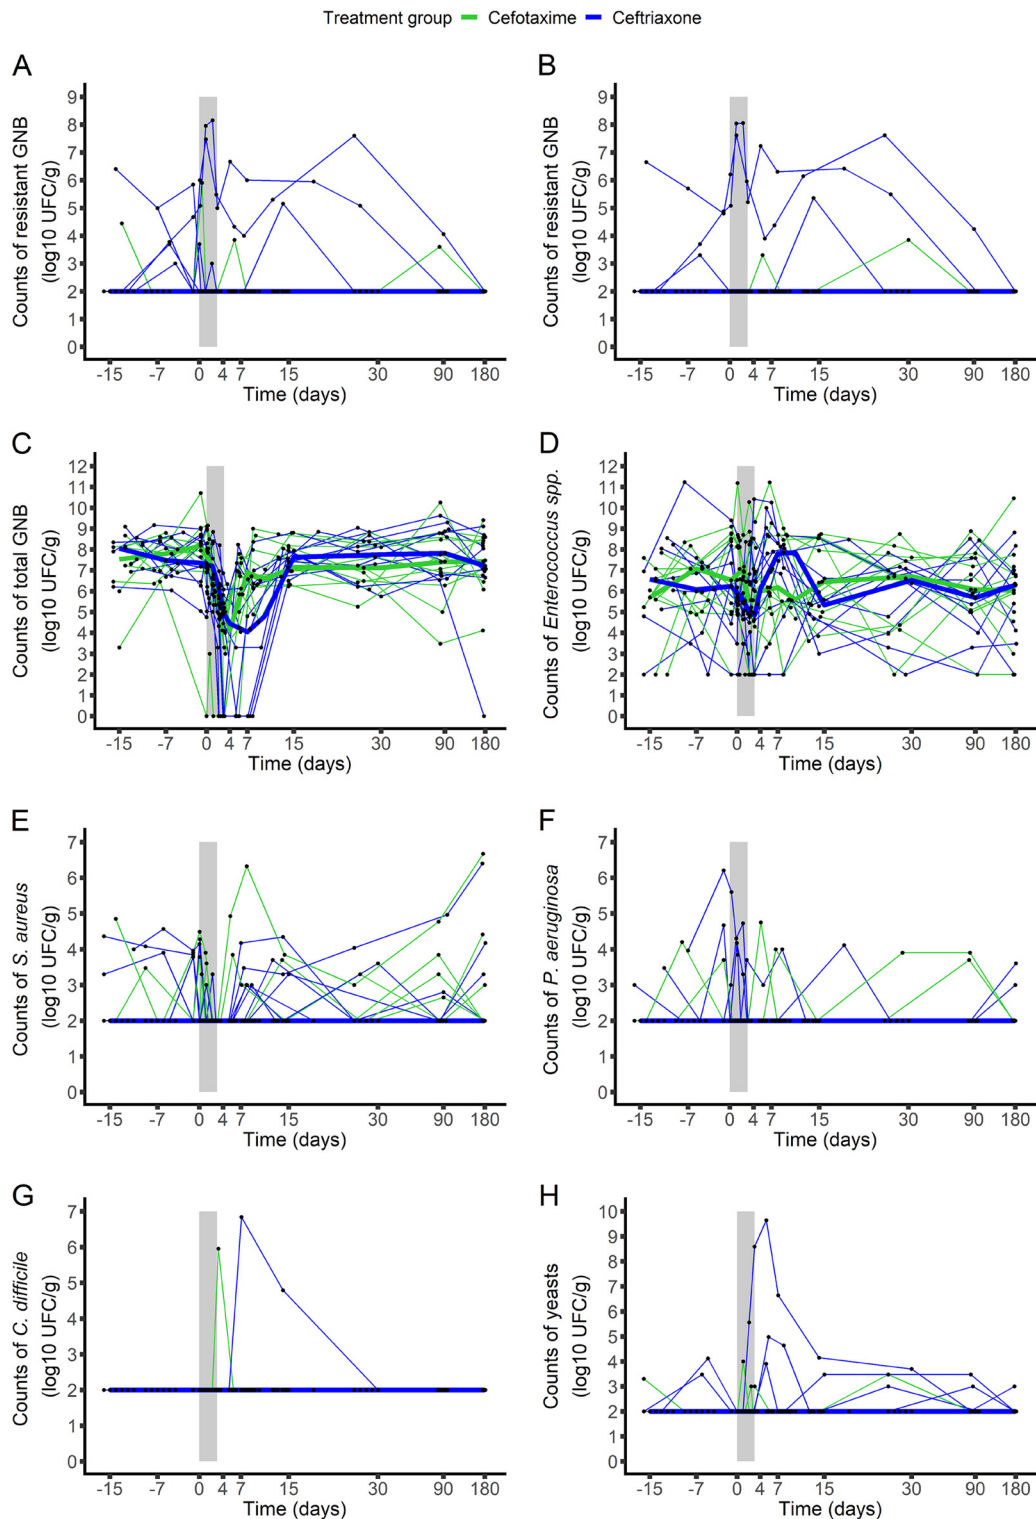 Treatment group Cefotaxime Ceftriaxone
A
Counts of resistant GNB
(log10 UFC/g)
9
8
7
6
5
4
3
2
1
0
-15 -7 0 4 7 15 30 90 180
Time (days)
B
Counts of resistant GNB
(log10 UFC/g)
9
8
7
6
5
4
3
2
1
0
-15 -7 0 4 7 15 30 90 180
Time (days)
C
Counts of total GNB
(log10 UFC/g)
12
11
10
9
8
7
6
5
4
3
2
1
0
-15 -7 0 4 7 15 30 90 180
Time (days)
D
Counts of Enterococcus spp.
(log10 UFC/g)
12
11
10
9
8
7
6
5
4
3
2
1
0
-15 -7 0 4 7 15 30 90 180
Time (days)
E
Counts of S. aureus
(log10 UFC/g)
7
6
5
4
3
2
1
0
-15 -7 0 4 7 15 30 90 180
Time (days)
F
Counts of P. aeruginosa
(log10 UFC/g)
7
6
5
4
3
2
1
0
-15 -7 0 4 7 15 30 90 180
Time (days)
G
Counts of C. difficile
(log10 UFC/g)
7
6
5
4
3
2
1
0
-15 -7 0 4 7 15 30 90 180
Time (days)
H
Counts of yeasts
(log10 UFC/g)
10
9
8
7
6
5
4
3
2
1
0
-15 -7 0 4 7 15 30 90 180
Time (days)